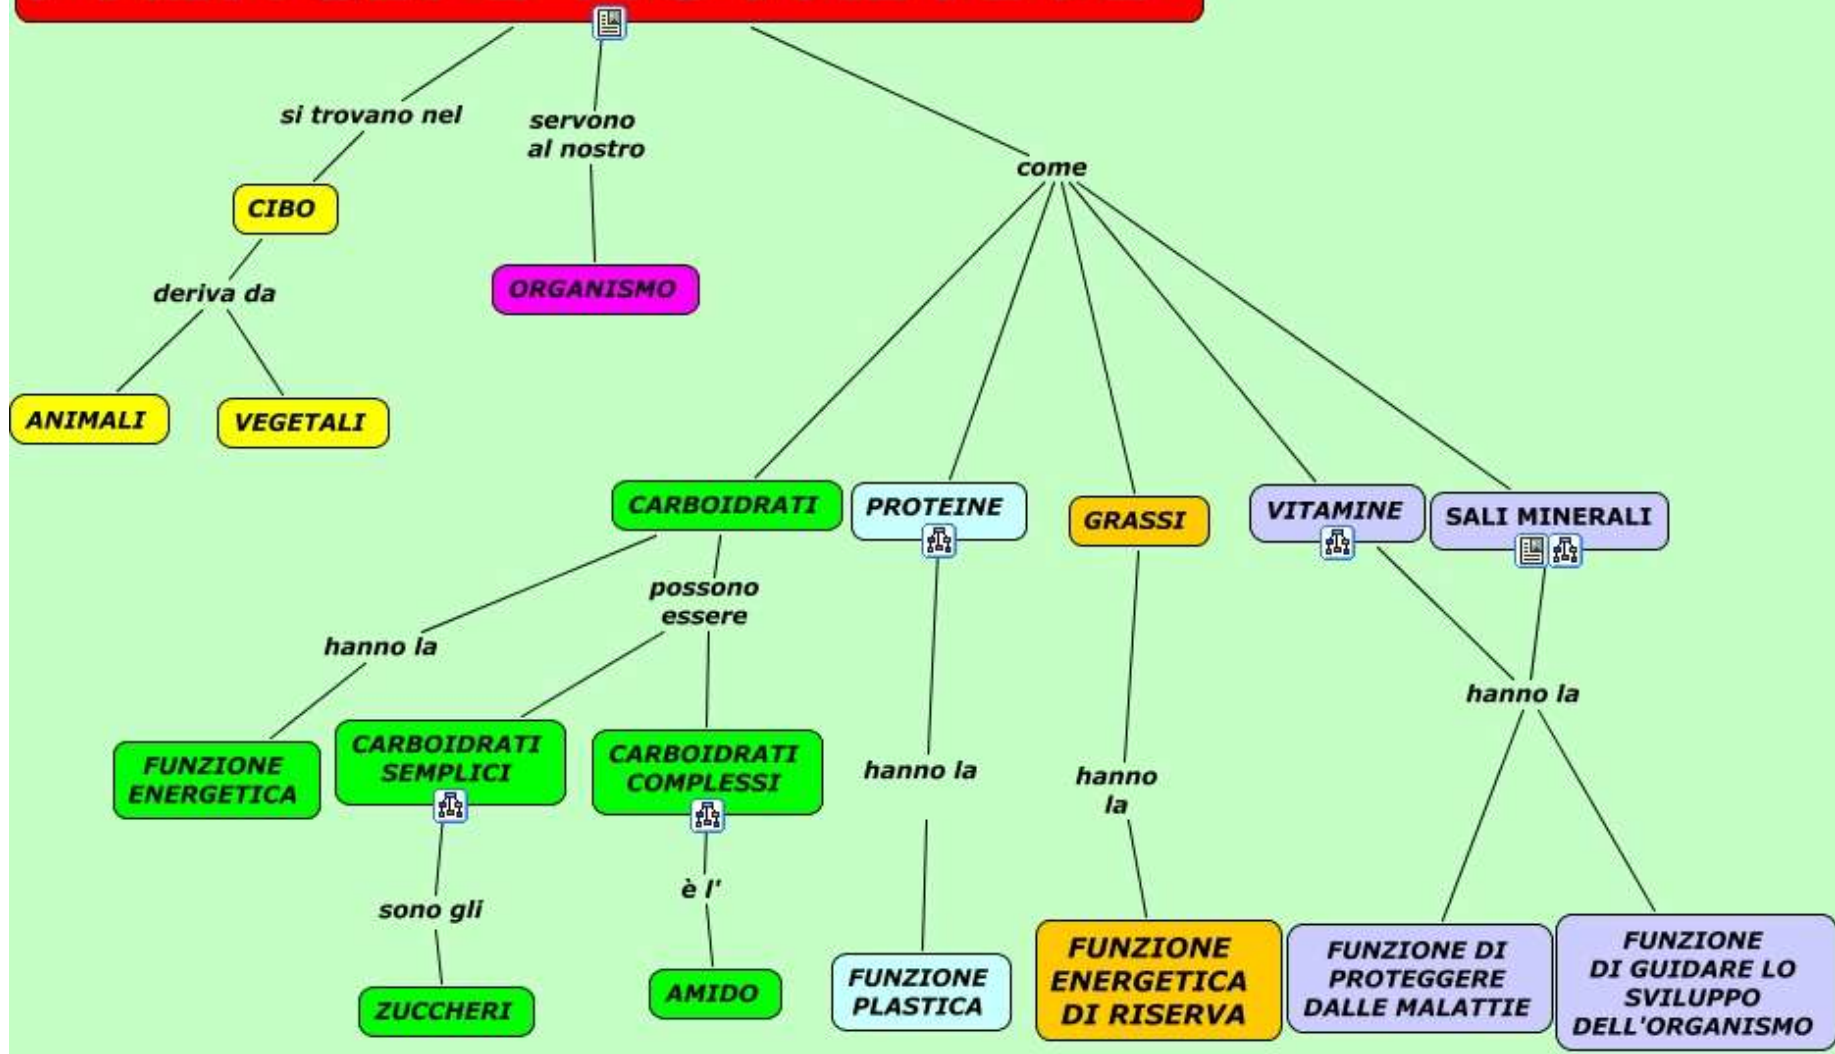 si trovano nel
servono
al nostro
come
CIBO
deriva da
ORGANISMO
ANIMALI
VEGETALI
CARBOIDRATI
PROTEINE
GRASSI
VITAMINE
SALI MINERALI
possono
essere
hanno la
hanno la
FUNZIONE
ENERGETICA
CARBOIDRATI
SEMPLICI
CARBOIDRATI
COMPLESSI
hanno la
hanno
la
sono gli
è l'
ZUCCHERI
AMIDO
FUNZIONE
PLASTICA
FUNZIONE
ENERGETICA
DI RISERVA
FUNZIONE DI
PROTEGGERE
DALLE MALATTIE
FUNZIONE
DI GUIDARE LO
SVILUPPO
DELL'ORGANISMO